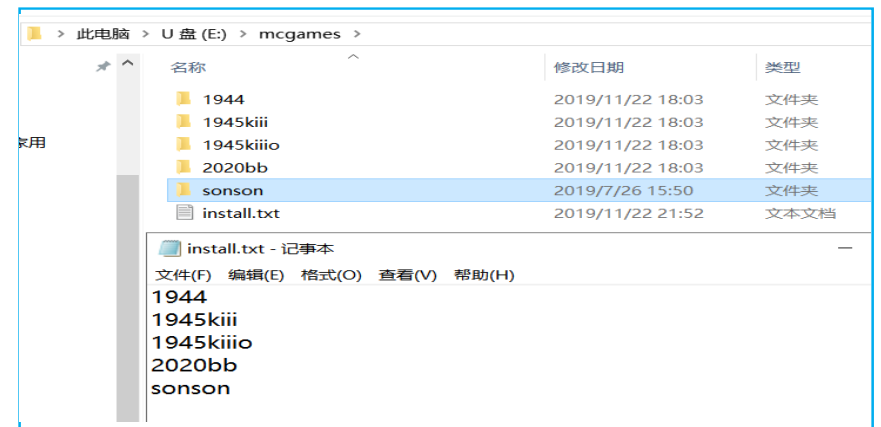 > 此电脑 > U 盘 (E:) > mcgames >
名称 修改日期 类型
1944 2019/11/22 18:03 文件夹
1945kiii 2019/11/22 18:03 文件夹
1945kiiio 2019/11/22 18:03 文件夹
家用
2020bb 2019/11/22 18:03 文件夹
sonson 2019/7/26 15:50 文件夹
install.txt 2019/11/22 21:52 文本文档
install.txt - 记事本
文件(F) 编辑(E) 格式(O) 查看(V) 帮助(H)
1944
1945kiii
1945kiiio
2020bb
sonson